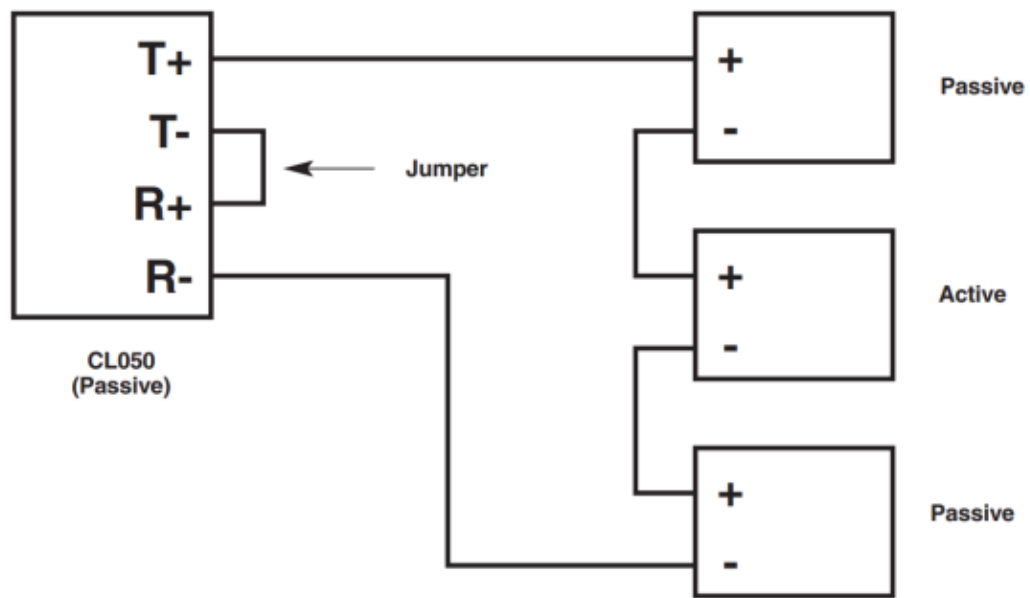 T+
T-
R+
R-
Jumper
CL050
(Passive)
+
-
Passive
+
-
Active
+
-
Passive